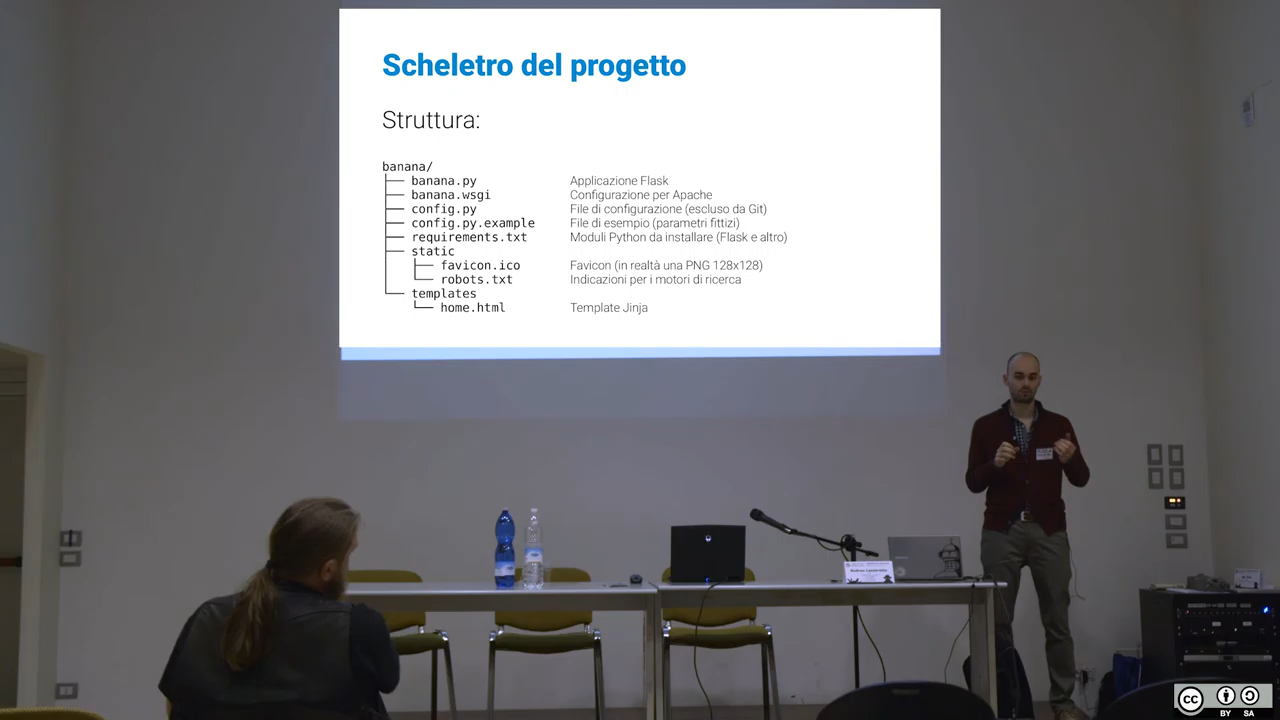 Scheletro del progetto
Struttura:
banana/
├── banana.py Applicazione Flask
├── banana.wsgi Configurazione per Apache
├── config.py File di configurazione (escluso da Git)
├── config.py.example File di esempio (parametri fittizi)
├── requirements.txt Moduli Python da installare (Flask e altro)
├── static
│   ├── favicon.ico Favicon (in realtà una PNG 128x128)
│   └── robots.txt Indicazioni per i motori di ricerca
└── templates
    └── home.html Template Jinja
cc
BY SA